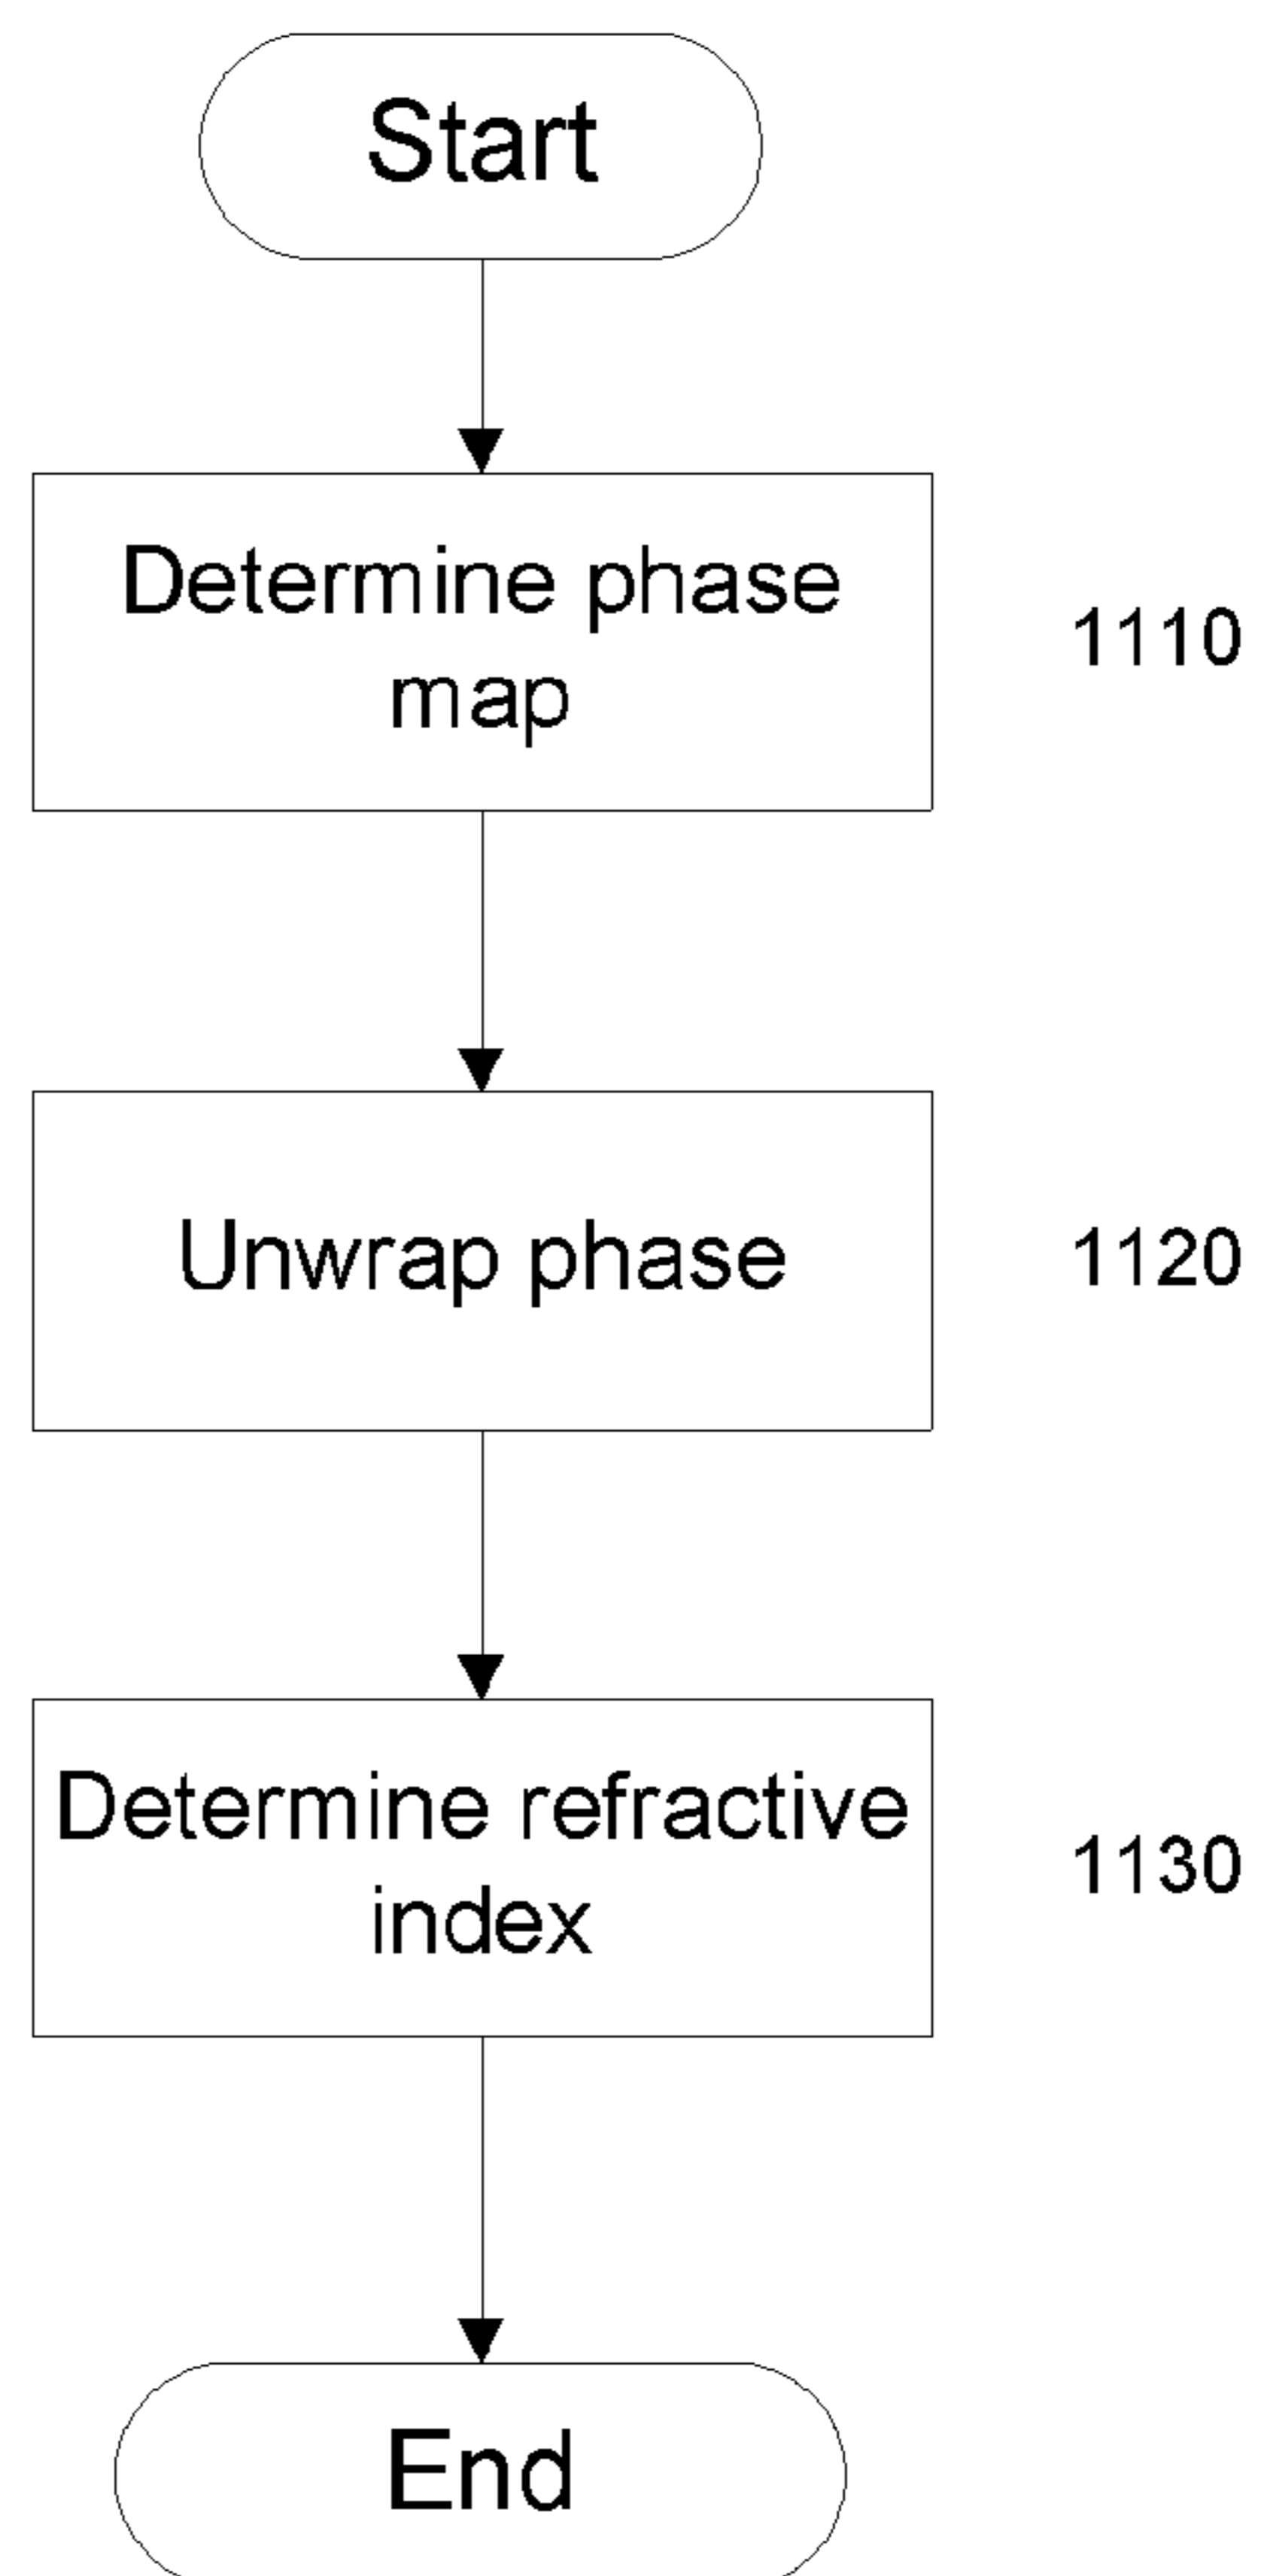 Start
Determine phase
map
1110
Unwrap phase
1120
Determine refractive
index
1130
End